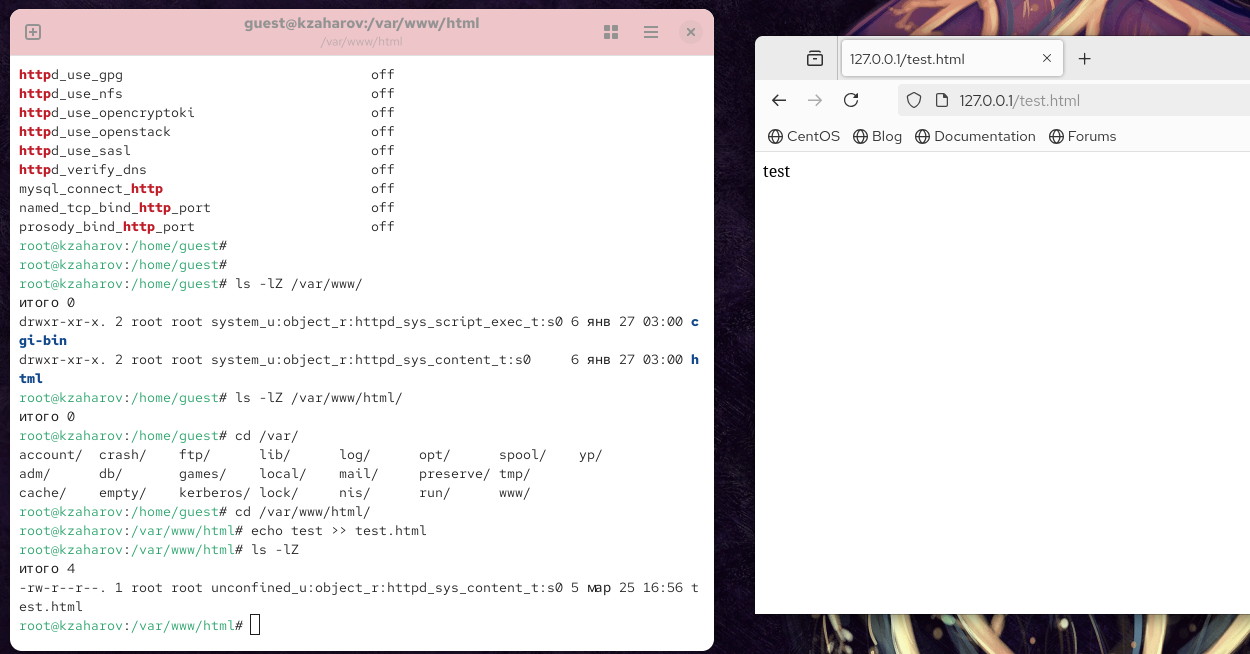 guest@kzaharov:/var/www/html
/var/www/html
httpd_use_gpg                               off
httpd_use_nfs                               off
httpd_use_opencryptoki                      off
httpd_use_openstack                         off
httpd_use_sasl                              off
httpd_verify_dns                            off
mysql_connect_http                          off
named_tcp_bind_http_port                    off
prosody_bind_http_port                      off
root@kzaharov:/home/guest#
root@kzaharov:/home/guest#
root@kzaharov:/home/guest# ls -lZ /var/www/
итого 0
drwxr-xr-x. 2 root root system_u:object_r:httpd_sys_script_exec_t:s0 6 янв 27 03:00 c
gi-bin
drwxr-xr-x. 2 root root system_u:object_r:httpd_sys_content_t:s0     6 янв 27 03:00 h
tml
root@kzaharov:/home/guest# ls -lZ /var/www/html/
итого 0
root@kzaharov:/home/guest# cd /var/
account/  crash/    ftp/      lib/      log/      opt/      spool/    yp/
adm/      db/       games/    local/    mail/     preserve/ tmp/
cache/    empty/    kerberos/ lock/     nis/      run/      www/
root@kzaharov:/home/guest# cd /var/www/html/
root@kzaharov:/var/www/html# echo test >> test.html
root@kzaharov:/var/www/html# ls -lZ
итого 4
-rw-r--r--. 1 root root unconfined_u:object_r:httpd_sys_content_t:s0 5 мар 25 16:56 t
est.html
root@kzaharov:/var/www/html#
127.0.0.1/test.html
127.0.0.1/test.html
CentOS Blog Documentation Forums
test